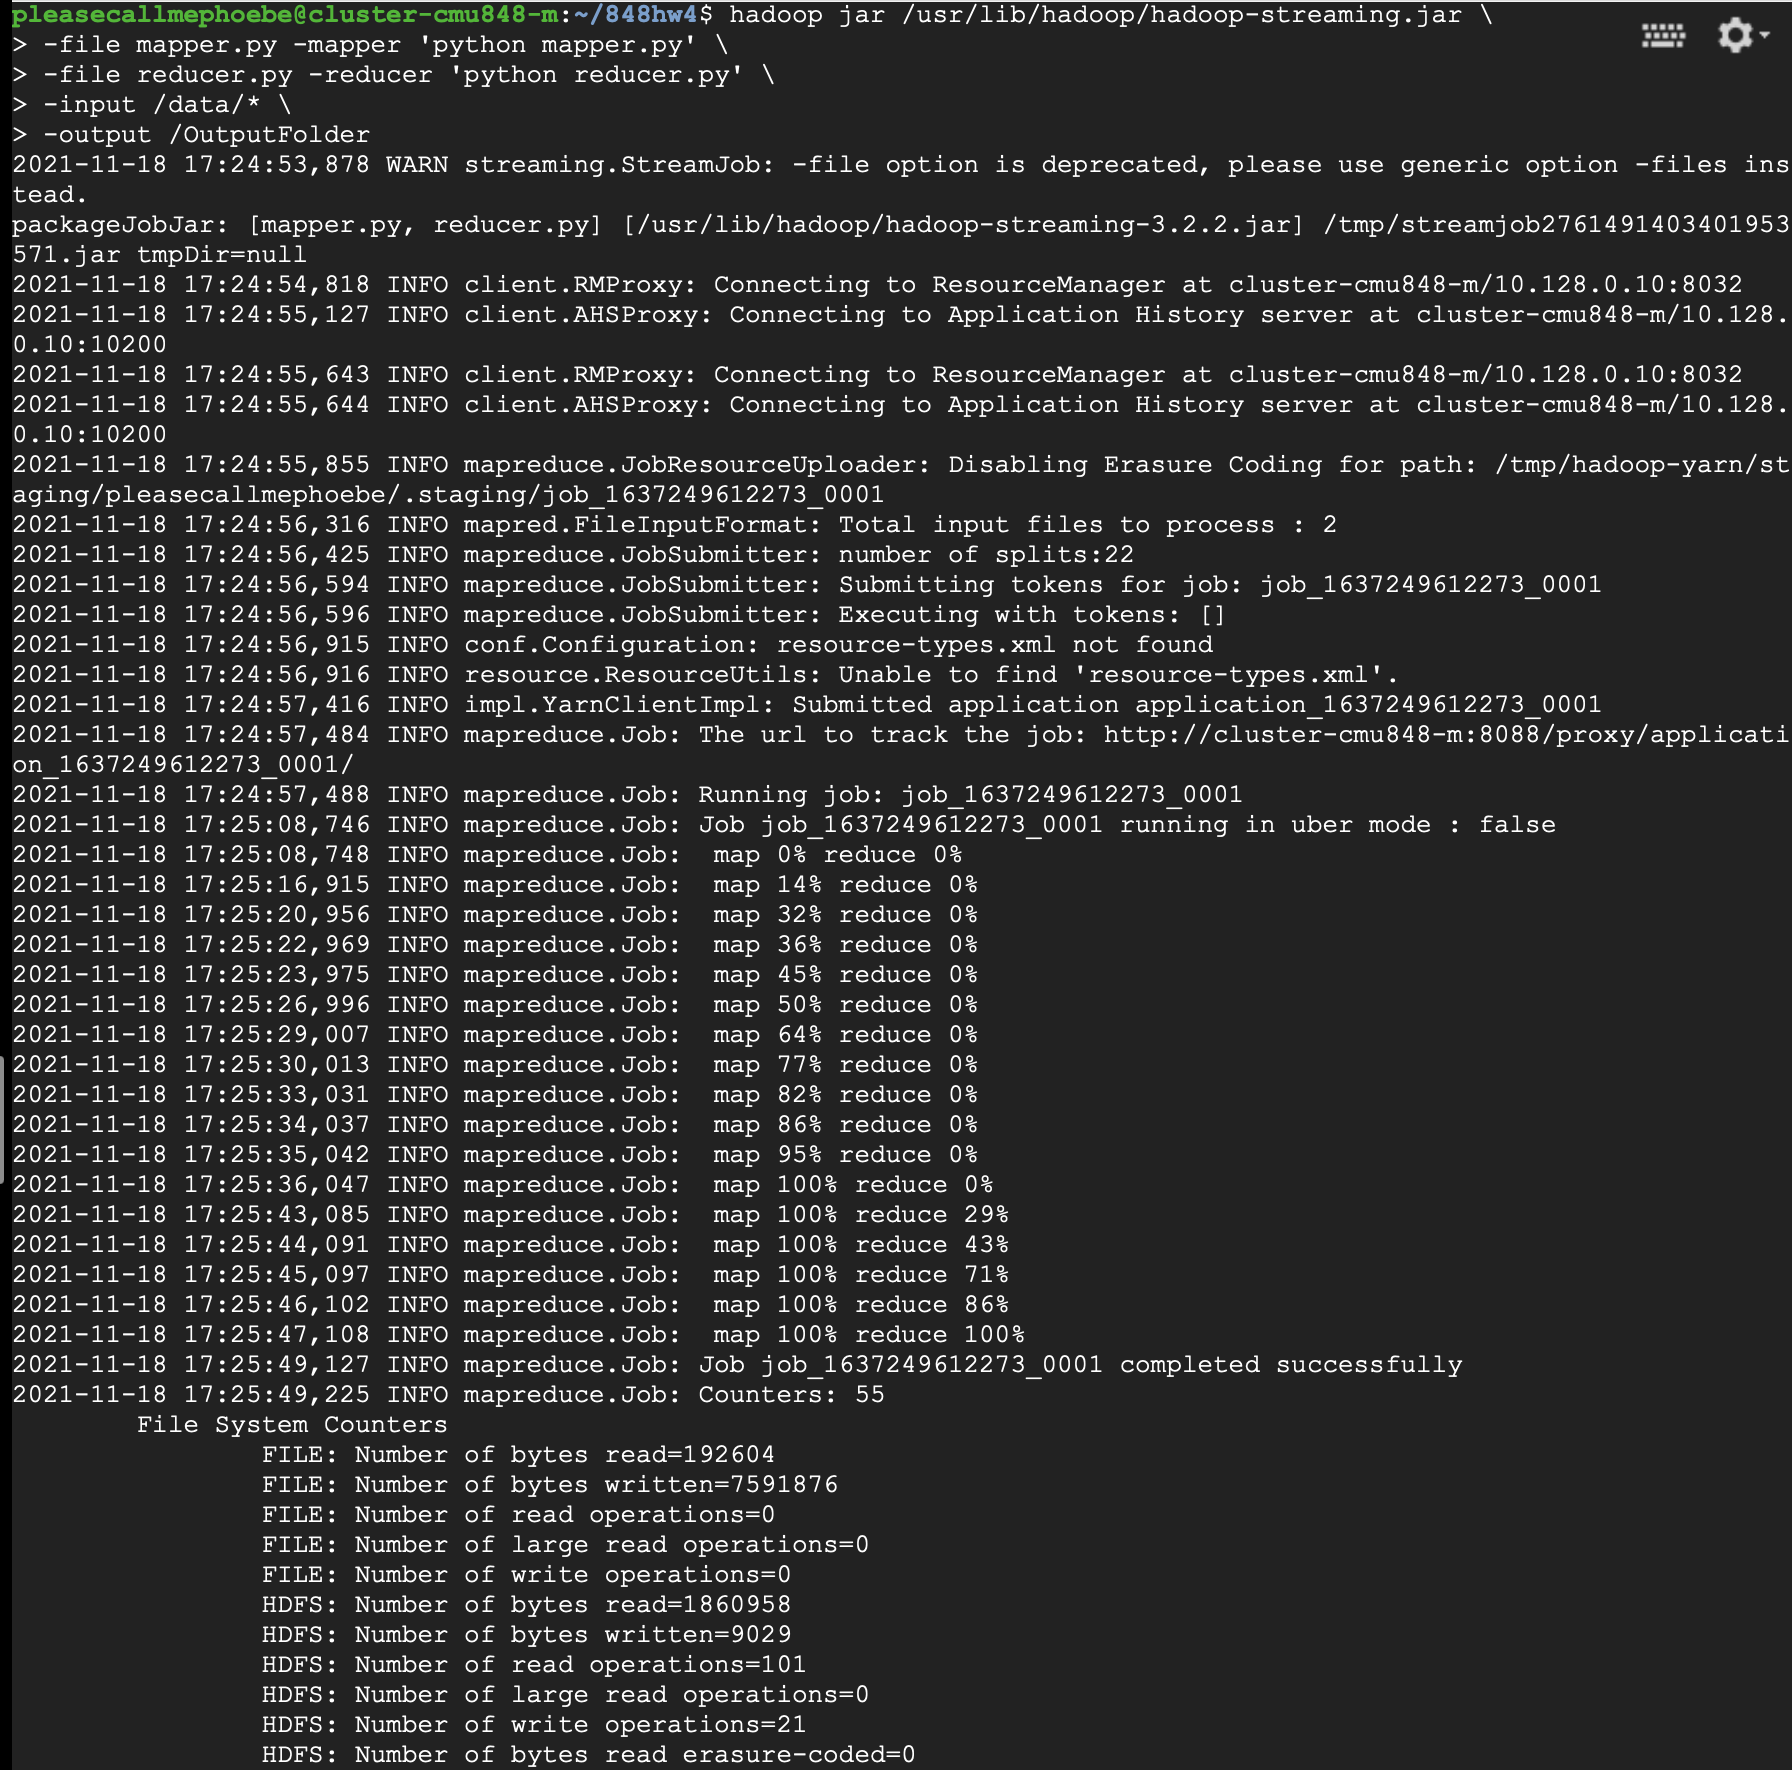 pleasecallmephoebe@cluster-cmu848-m:~/848hw4$ hadoop jar /usr/lib/hadoop/hadoop-streaming.jar \
> -file mapper.py -mapper 'python mapper.py' \
> -file reducer.py -reducer 'python reducer.py' \
> -input /data/* \
> -output /OutputFolder
2021-11-18 17:24:53,878 WARN streaming.StreamJob: -file option is deprecated, please use generic option -files ins
tead.
packageJobJar: [mapper.py, reducer.py] [/usr/lib/hadoop/hadoop-streaming-3.2.2.jar] /tmp/streamjob2761491403401953
571.jar tmpDir=null
2021-11-18 17:24:54,818 INFO client.RMProxy: Connecting to ResourceManager at cluster-cmu848-m/10.128.0.10:8032
2021-11-18 17:24:55,127 INFO client.AHSProxy: Connecting to Application History server at cluster-cmu848-m/10.128.
0.10:10200
2021-11-18 17:24:55,643 INFO client.RMProxy: Connecting to ResourceManager at cluster-cmu848-m/10.128.0.10:8032
2021-11-18 17:24:55,644 INFO client.AHSProxy: Connecting to Application History server at cluster-cmu848-m/10.128.
0.10:10200
2021-11-18 17:24:55,855 INFO mapreduce.JobResourceUploader: Disabling Erasure Coding for path: /tmp/hadoop-yarn/st
aging/pleasecallmephoebe/.staging/job_1637249612273_0001
2021-11-18 17:24:56,316 INFO mapred.FileInputFormat: Total input files to process : 2
2021-11-18 17:24:56,425 INFO mapreduce.JobSubmitter: number of splits:22
2021-11-18 17:24:56,594 INFO mapreduce.JobSubmitter: Submitting tokens for job: job_1637249612273_0001
2021-11-18 17:24:56,596 INFO mapreduce.JobSubmitter: Executing with tokens: []
2021-11-18 17:24:56,915 INFO conf.Configuration: resource-types.xml not found
2021-11-18 17:24:56,916 INFO resource.ResourceUtils: Unable to find 'resource-types.xml'.
2021-11-18 17:24:57,416 INFO impl.YarnClientImpl: Submitted application application_1637249612273_0001
2021-11-18 17:24:57,484 INFO mapreduce.Job: The url to track the job: http://cluster-cmu848-m:8088/proxy/applicati
on_1637249612273_0001/
2021-11-18 17:24:57,488 INFO mapreduce.Job: Running job: job_1637249612273_0001
2021-11-18 17:25:08,746 INFO mapreduce.Job: Job job_1637249612273_0001 running in uber mode : false
2021-11-18 17:25:08,748 INFO mapreduce.Job:  map 0% reduce 0%
2021-11-18 17:25:16,915 INFO mapreduce.Job:  map 14% reduce 0%
2021-11-18 17:25:20,956 INFO mapreduce.Job:  map 32% reduce 0%
2021-11-18 17:25:22,969 INFO mapreduce.Job:  map 36% reduce 0%
2021-11-18 17:25:23,975 INFO mapreduce.Job:  map 45% reduce 0%
2021-11-18 17:25:26,996 INFO mapreduce.Job:  map 50% reduce 0%
2021-11-18 17:25:29,007 INFO mapreduce.Job:  map 64% reduce 0%
2021-11-18 17:25:30,013 INFO mapreduce.Job:  map 77% reduce 0%
2021-11-18 17:25:33,031 INFO mapreduce.Job:  map 82% reduce 0%
2021-11-18 17:25:34,037 INFO mapreduce.Job:  map 86% reduce 0%
2021-11-18 17:25:35,042 INFO mapreduce.Job:  map 95% reduce 0%
2021-11-18 17:25:36,047 INFO mapreduce.Job:  map 100% reduce 0%
2021-11-18 17:25:43,085 INFO mapreduce.Job:  map 100% reduce 29%
2021-11-18 17:25:44,091 INFO mapreduce.Job:  map 100% reduce 43%
2021-11-18 17:25:45,097 INFO mapreduce.Job:  map 100% reduce 71%
2021-11-18 17:25:46,102 INFO mapreduce.Job:  map 100% reduce 86%
2021-11-18 17:25:47,108 INFO mapreduce.Job:  map 100% reduce 100%
2021-11-18 17:25:49,127 INFO mapreduce.Job: Job job_1637249612273_0001 completed successfully
2021-11-18 17:25:49,225 INFO mapreduce.Job: Counters: 55
File System Counters
FILE: Number of bytes read=192604
FILE: Number of bytes written=7591876
FILE: Number of read operations=0
FILE: Number of large read operations=0
FILE: Number of write operations=0
HDFS: Number of bytes read=1860958
HDFS: Number of bytes written=9029
HDFS: Number of read operations=101
HDFS: Number of large read operations=0
HDFS: Number of write operations=21
HDFS: Number of bytes read erasure-coded=0